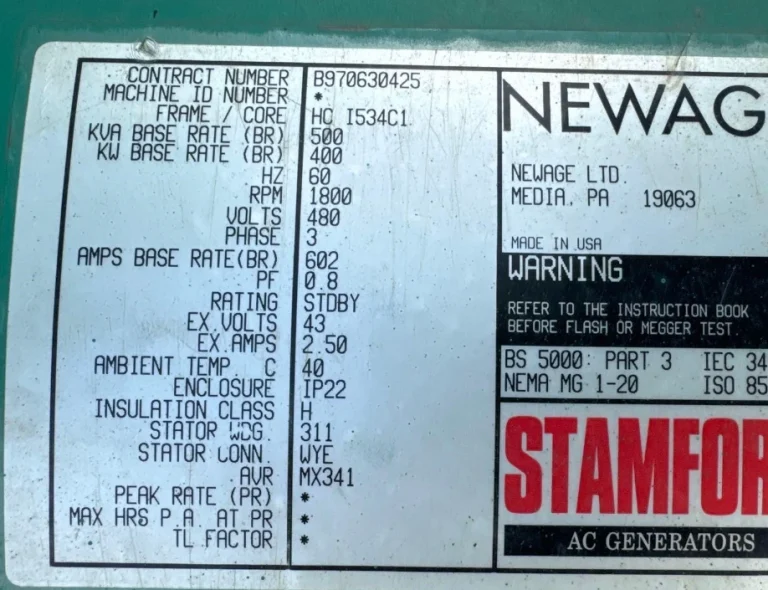 CONTRACT NUMBER B970630425
MACHINE ID NUMBER *
FRAME / CORE HC I534C1
KVA BASE RATE (BR) 500
KW BASE RATE (BR) 400
HZ 60
RPM 1800
VOLTS 480
PHASE 3
AMPS BASE RATE(BR) 602
PF 0.8
RATING STDBY
EX.VOLTS 43
EX.AMPS 2.50
AMBIENT TEMP C 40
ENCLOSURE IP22
INSULATION CLASS H
STATOR WDG. 311
STATOR CONN. WYE
AVR MX341
PEAK RATE (PR) *
MAX HRS P.A. AT PR *
TL FACTOR *
NEWAG
NEWAGE LTD.
MEDIA, PA 19063
MADE IN USA
WARNING
REFER TO THE INSTRUCTION BOOK
BEFORE FLASH OR MEGGER TEST.
BS 5000: PART 3 IEC 34
NEMA MG 1-20 ISO 85
STAMFOR
AC GENERATORS